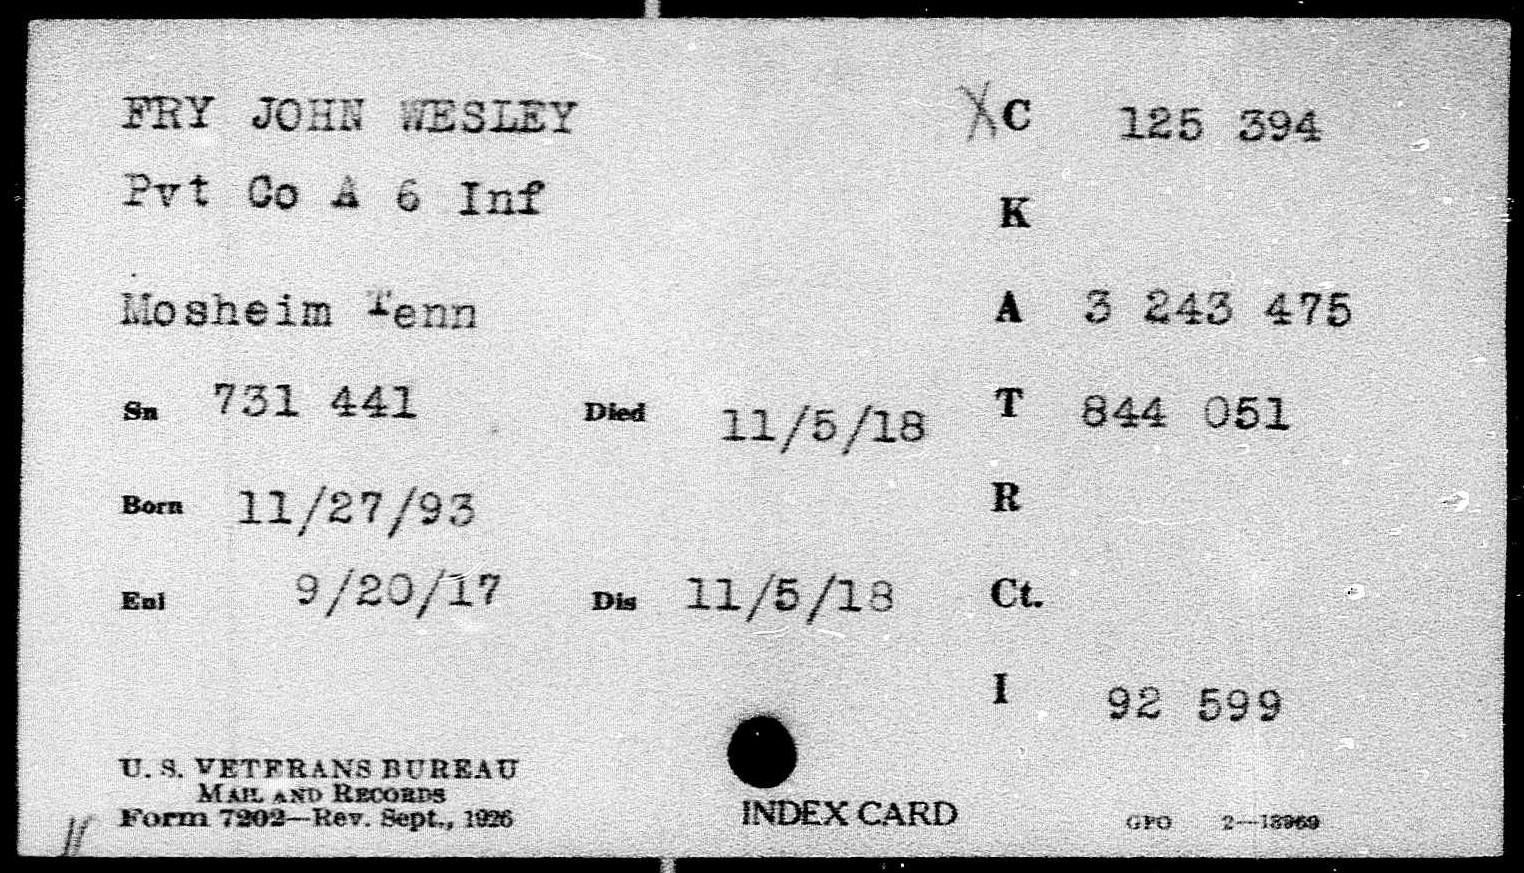 FRY JOHN WESLEY XC 125 394
Pvt Co A 6 Inf K
Mosheim Tenn A 3 243 475
Sn 731 441 Died 11/5/18 T 844 051
Born 11/27/93 R
Enl 9/20/17 Dis 11/5/18 Ct.
I 92 599
U. S. VETERANS BUREAU
MAIL AND RECORDS
Form 7202—Rev. Sept., 1926
INDEX CARD
GPO 2—13969